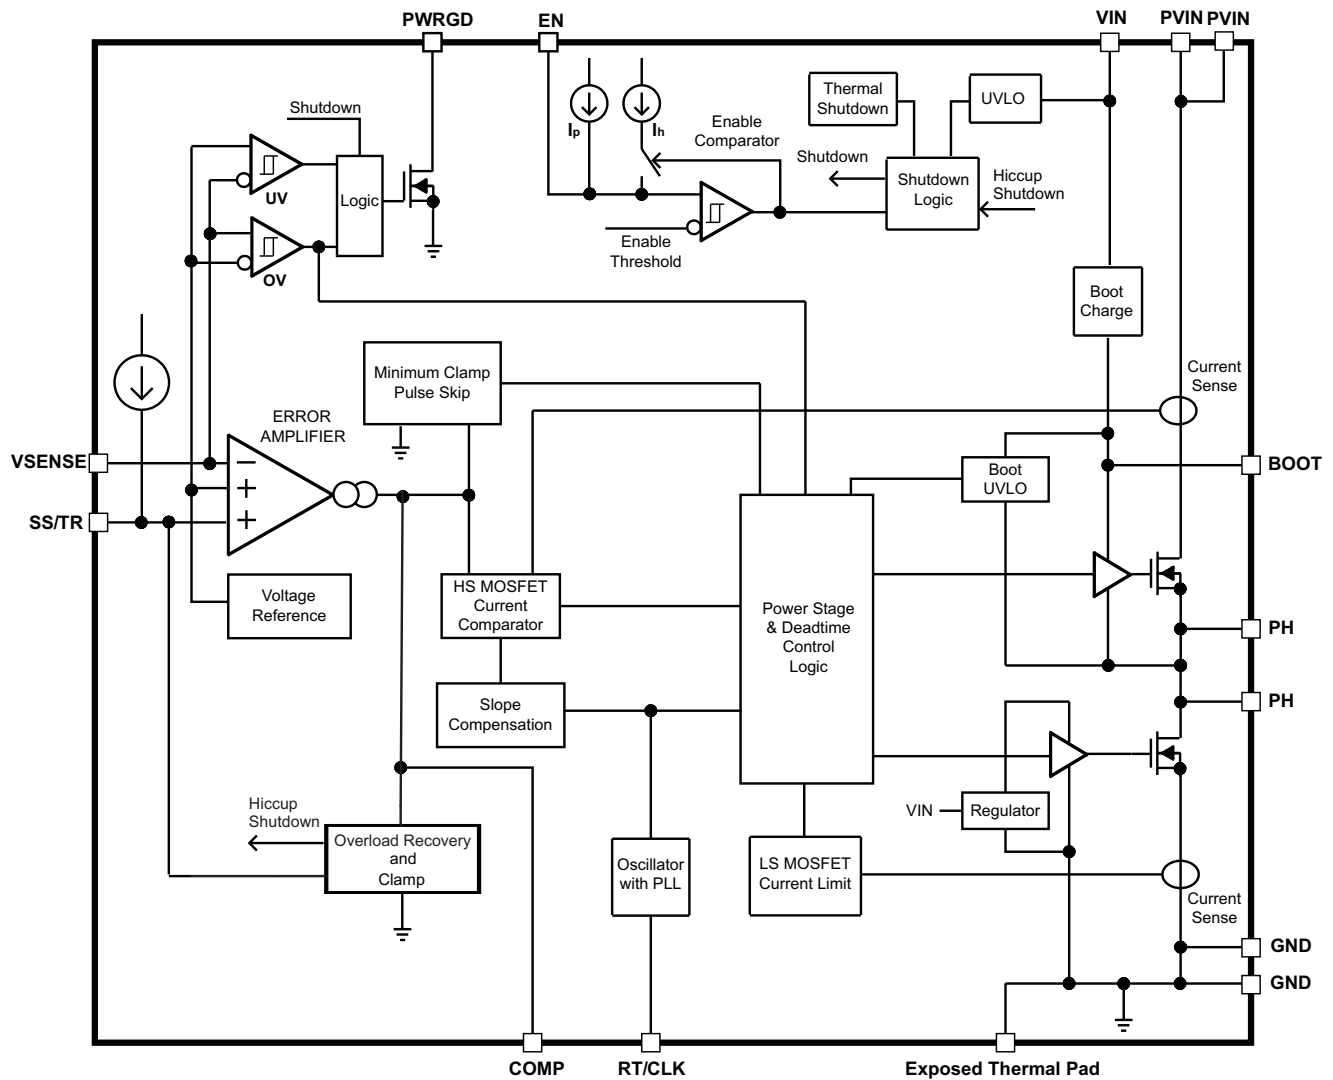 PWRGD
EN
VIN
PVIN
PVIN
Shutdown
Thermal
Shutdown
UVLO
Ip
Ih
Enable
Comparator
UV
Logic
Shutdown
Shutdown
Logic
Hiccup
Shutdown
Enable
Threshold
OV
Boot
Charge
Minimum Clamp
Pulse Skip
Current
Sense
ERROR
AMPLIFIER
VSENSE
−
+
+
SS/TR
Boot
UVLO
BOOT
Voltage
Reference
HS MOSFET
Current
Comparator
Power Stage
& Deadtime
Control
Logic
PH
Slope
Compensation
PH
Hiccup
Shutdown
Overload Recovery
and
Clamp
Oscillator
with PLL
LS MOSFET
Current Limit
VIN
Regulator
Current
Sense
GND
GND
COMP
RT/CLK
Exposed Thermal Pad